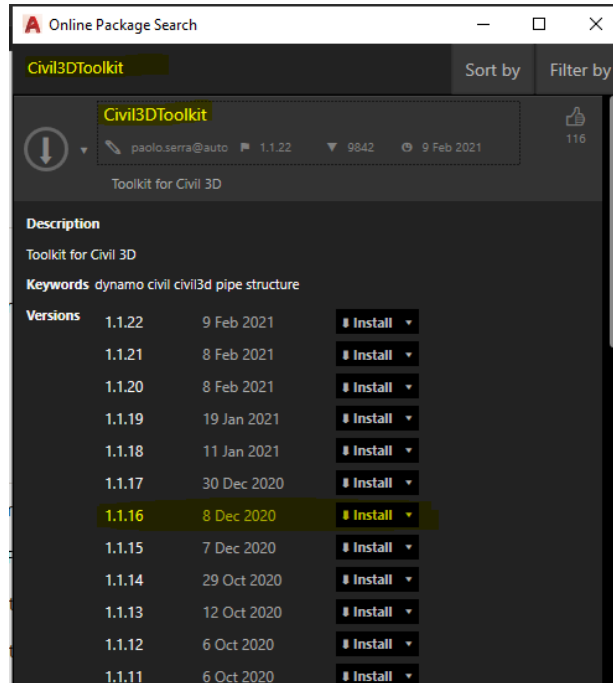 Online Package Search
Civil3DToolkit Sort by Filter by
Civil3DToolkit
paolo.serra@auto 1.1.22 9842 9 Feb 2021 116
Toolkit for Civil 3D
Description
Toolkit for Civil 3D
Keywords dynamo civil civil3d pipe structure
Versions 1.1.22 9 Feb 2021 Install
1.1.21 8 Feb 2021 Install
1.1.20 8 Feb 2021 Install
1.1.19 19 Jan 2021 Install
1.1.18 11 Jan 2021 Install
1.1.17 30 Dec 2020 Install
1.1.16 8 Dec 2020 Install
1.1.15 7 Dec 2020 Install
1.1.14 29 Oct 2020 Install
1.1.13 12 Oct 2020 Install
1.1.12 6 Oct 2020 Install
1.1.11 6 Oct 2020 Install